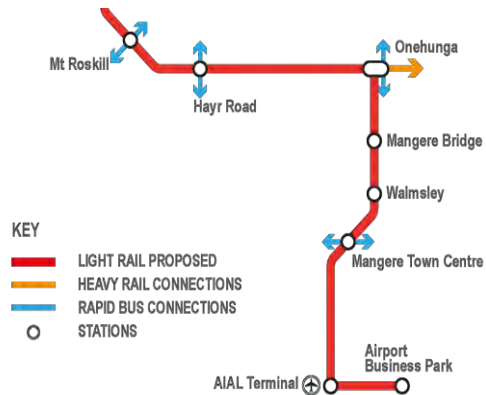 Onehunga
Mt Roskill
Hayr Road
Mangere Bridge
Walmsley
Mangere Town Centre
KEY
LIGHT RAIL PROPOSED
HEAVY RAIL CONNECTIONS
RAPID BUS CONNECTIONS
STATIONS
Airport
Business Park
AIAL Terminal